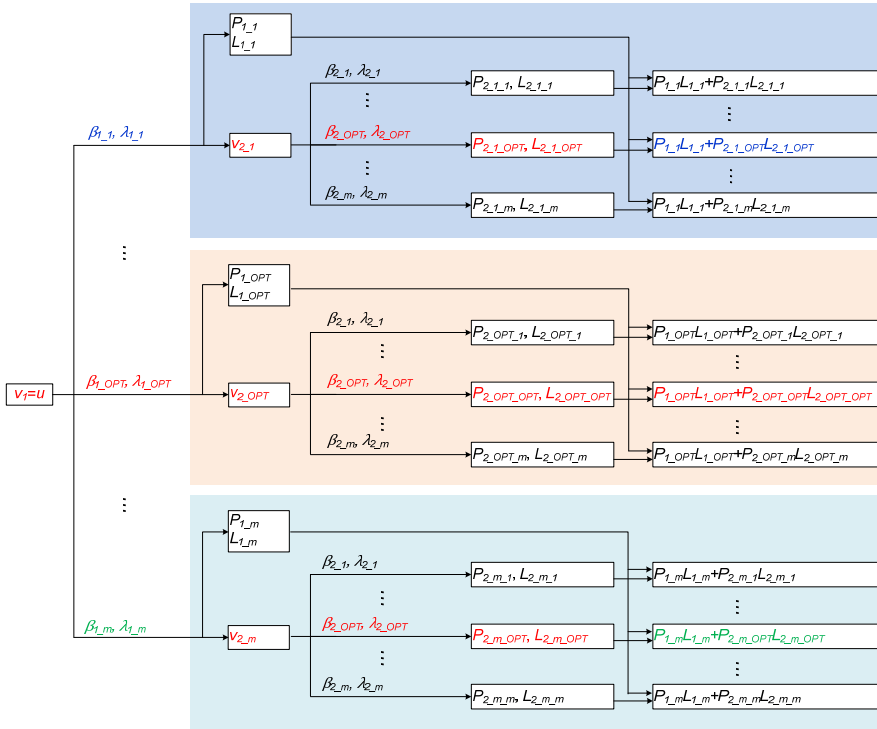 P1_1
L1_1
β2_1, λ2_1
P2_1_1, L2_1_1
P1_1L1_1+P2_1_1L2_1_1
...
...
β1_1, λ1_1
v2_1
β2_OPT, λ2_OPT
P2_1_OPT, L2_1_OPT
P1_1L1_1+P2_1_OPTL2_1_OPT
...
...
β2_m, λ2_m
P2_1_m, L2_1_m
P1_1L1_1+P2_1_mL2_1_m
...
P1_OPT
L1_OPT
β2_1, λ2_1
P2_OPT_1, L2_OPT_1
P1_OPTL1_OPT+P2_OPT_1L2_OPT_1
...
...
v1=u
β1_OPT, λ1_OPT
v2_OPT
β2_OPT, λ2_OPT
P2_OPT_OPT, L2_OPT_OPT
P1_OPTL1_OPT+P2_OPT_OPTL2_OPT_OPT
...
...
β2_m, λ2_m
P2_OPT_m, L2_OPT_m
P1_OPTL1_OPT+P2_OPT_mL2_OPT_m
...
P1_m
L1_m
β2_1, λ2_1
P2_m_1, L2_m_1
P1_mL1_m+P2_m_1L2_m_1
...
...
β1_m, λ1_m
v2_m
β2_OPT, λ2_OPT
P2_m_OPT, L2_m_OPT
P1_mL1_m+P2_m_OPTL2_m_OPT
...
...
β2_m, λ2_m
P2_m_m, L2_m_m
P1_mL1_m+P2_m_mL2_m_m